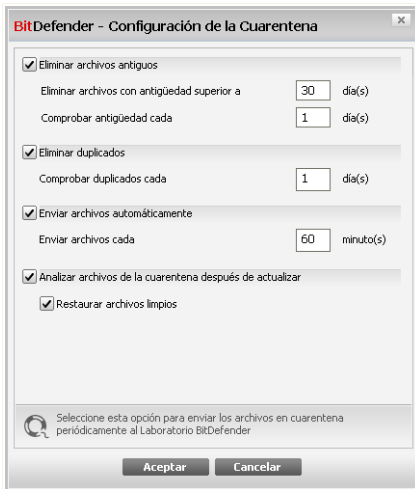 BitDefender - Configuración de la Cuarentena
Eliminar archivos antiguos
Eliminar archivos con antigüedad superior a 30 día(s)
Comprobar antigüedad cada 1 día(s)
Eliminar duplicados
Comprobar duplicados cada 1 día(s)
Enviar archivos automáticamente
Enviar archivos cada 60 minuto(s)
Analizar archivos de la cuarentena después de actualizar
Restaurar archivos limpios
Seleccione esta opción para enviar los archivos en cuarentena
periódicamente al Laboratorio BitDefender
Aceptar Cancelar